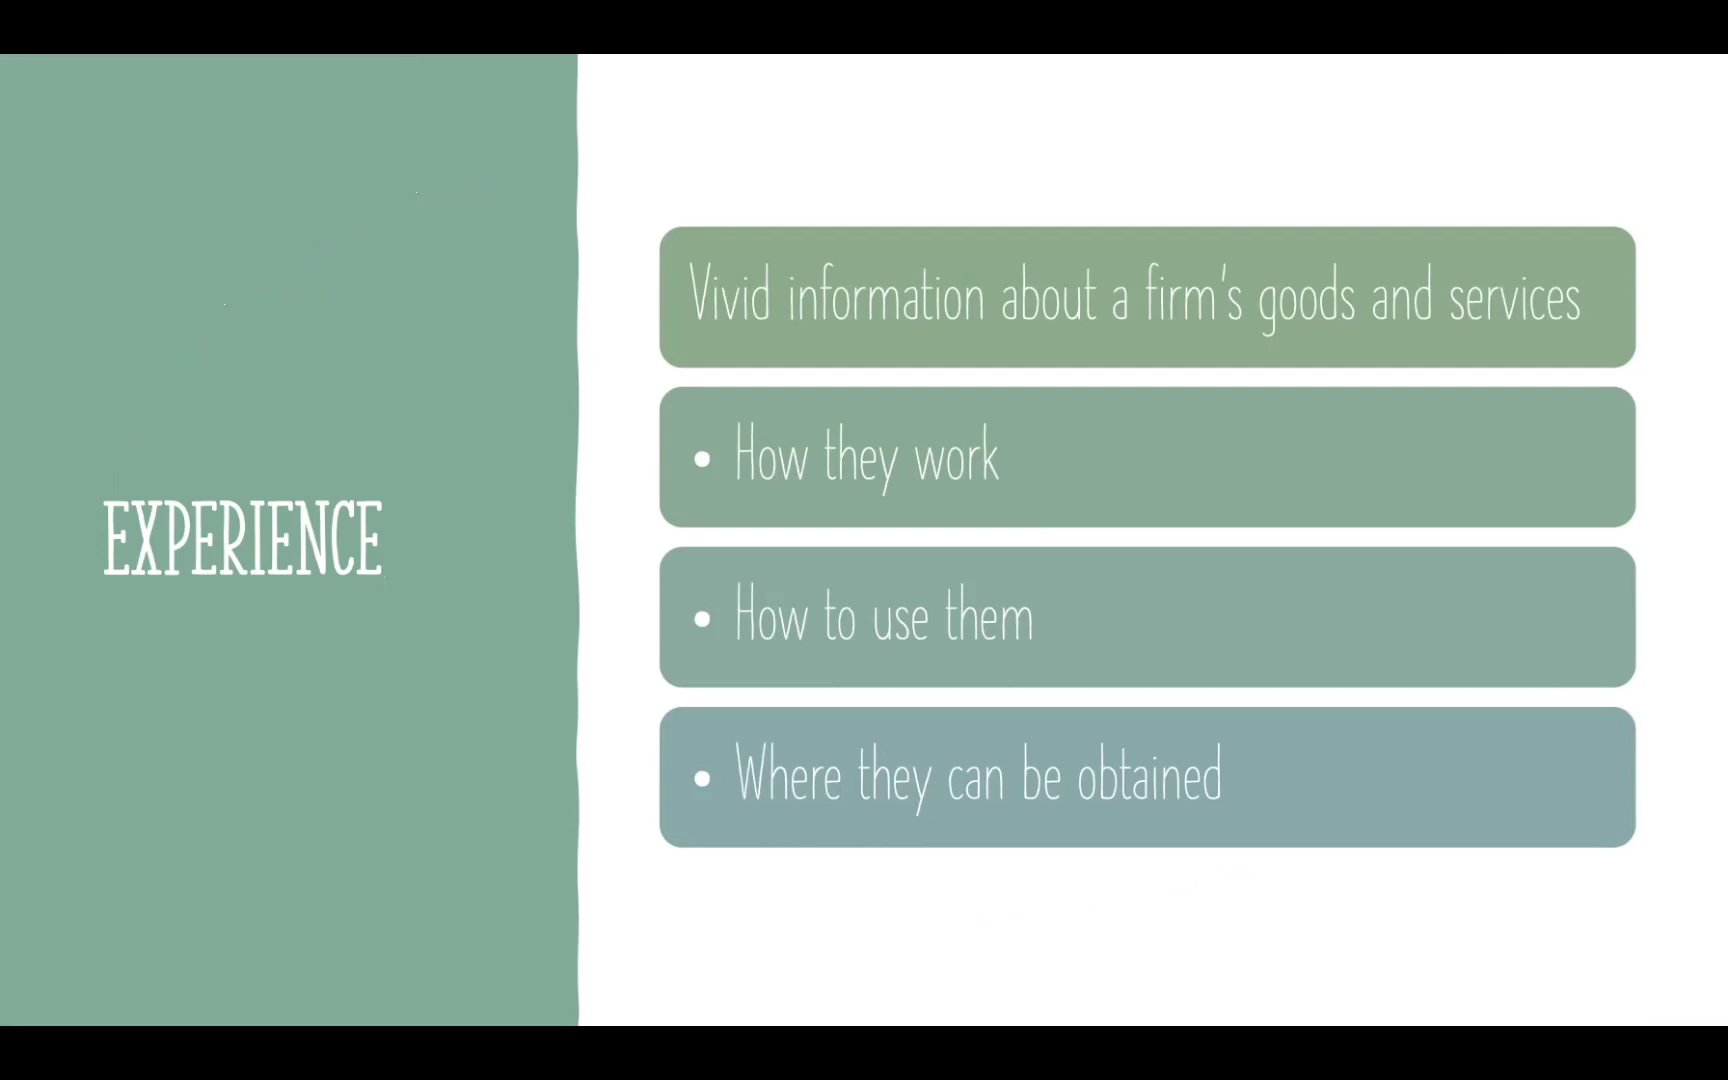 EXPERIENCE
Vivid information about a firm's goods and services
• How they work
• How to use them
• Where they can be obtained